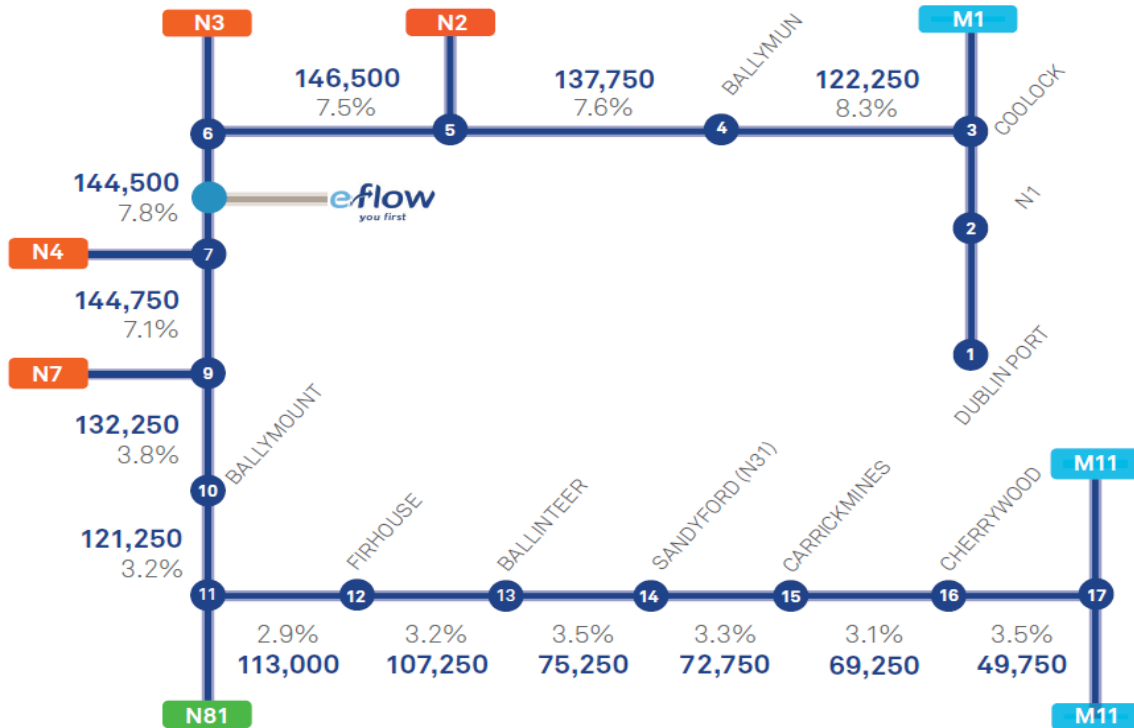 N3
N2
M1
146,500
7.5%
137,750
7.6%
BALLYMUN
122,250
8.3%
COOLOCK
6
5
4
3
144,500
7.8%
e-flow
you first
N1
2
N4
7
144,750
7.1%
1
DUBLIN PORT
N7
9
132,250
3.8%
BALLYMOUNT
10
M11
121,250
3.2%
FIRHOUSE
BALLINTEER
SANDYFORD (N31)
CARRICKMINES
CHERRYWOOD
11
12
13
14
15
16
17
2.9%
3.2%
3.5%
3.3%
3.1%
3.5%
113,000
107,250
75,250
72,750
69,250
49,750
N81
M11